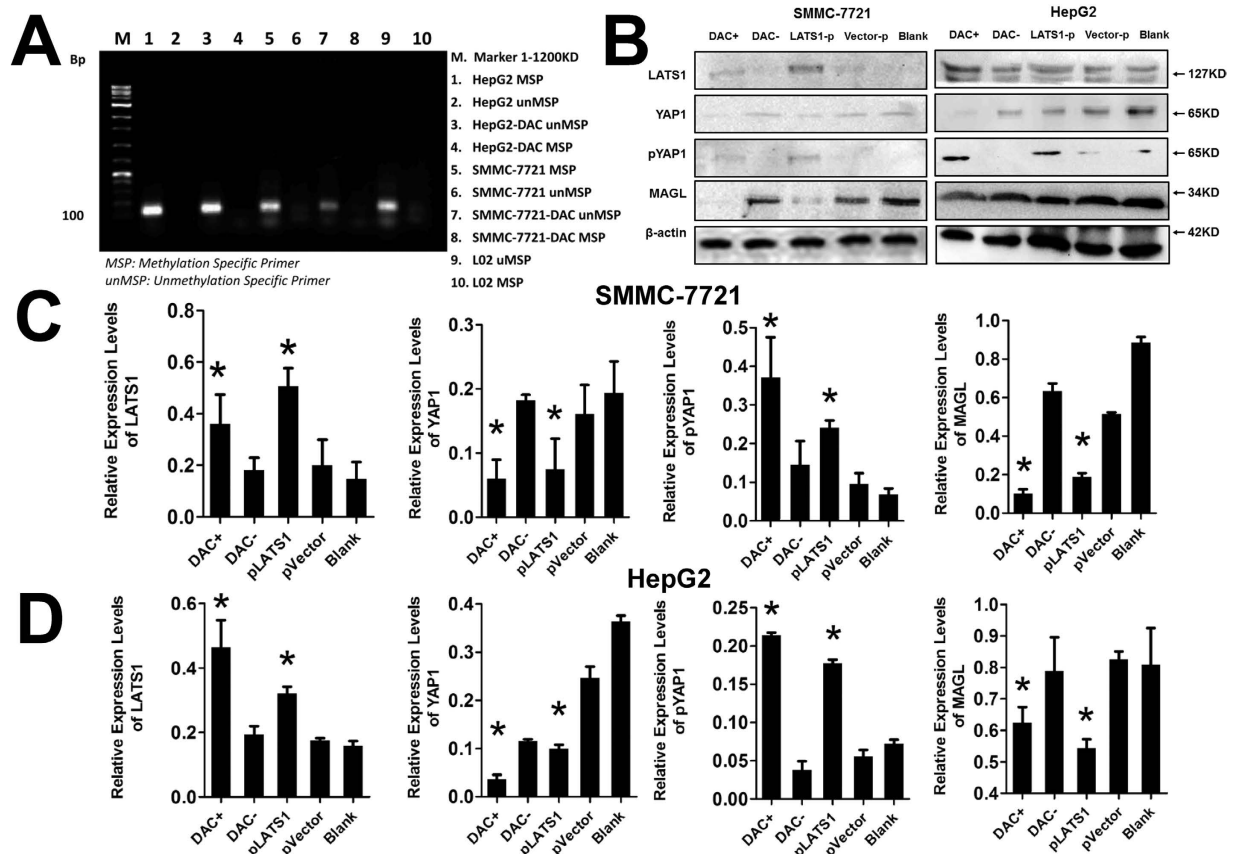 A
M 1 2 3 4 5 6 7 8 9 10
Bp
100
M. Marker 1-1200KD
1. HepG2 MSP
2. HepG2 unMSP
3. HepG2-DAC unMSP
4. HepG2-DAC MSP
5. SMMC-7721 MSP
6. SMMC-7721 unMSP
7. SMMC-7721-DAC unMSP
8. SMMC-7721-DAC MSP
9. L02 uMSP
10. L02 MSP
MSP: Methylation Specific Primer
unMSP: Unmethylation Specific Primer
B
SMMC-7721 HepG2
DAC+ DAC- LATS1-p Vector-p Blank DAC+ DAC- LATS1-p Vector-p Blank
LATS1 ←127KD
YAP1 ←65KD
pYAP1 ←65KD
MAGL ←34KD
β-actin ←42KD
C
SMMC-7721
Relative Expression Levels
of LATS1
0.8
0.6
0.4
0.2
0.0
* *
DAC+ DAC- pLATS1 pVector Blank
Relative Expression Levels
of YAP1
0.3
0.2
0.1
0.0
* *
DAC+ DAC- pLATS1 pVector Blank
Relative Expression Levels
of pYAP1
0.5
0.4
0.3
0.2
0.1
0.0
* *
DAC+ DAC- pLATS1 pVector Blank
Relative Expression Levels
of MAGL
1.0
0.8
0.6
0.4
0.2
0.0
* *
DAC+ DAC- pLATS1 pVector Blank
D
HepG2
Relative Expression Levels
of LATS1
0.6
0.4
0.2
0.0
* *
DAC+ DAC- pLATS1 pVector Blank
Relative Expression Levels
of YAP1
0.4
0.3
0.2
0.1
0.0
* *
DAC+ DAC- pLATS1 pVector Blank
Relative Expression Levels
of pYAP1
0.25
0.20
0.15
0.10
0.05
0.00
* *
DAC+ DAC- pLATS1 pVector Blank
Relative Expression Levels
of MAGL
1.0
0.9
0.8
0.7
0.6
0.5
0.4
* *
DAC+ DAC- pLATS1 pVector Blank